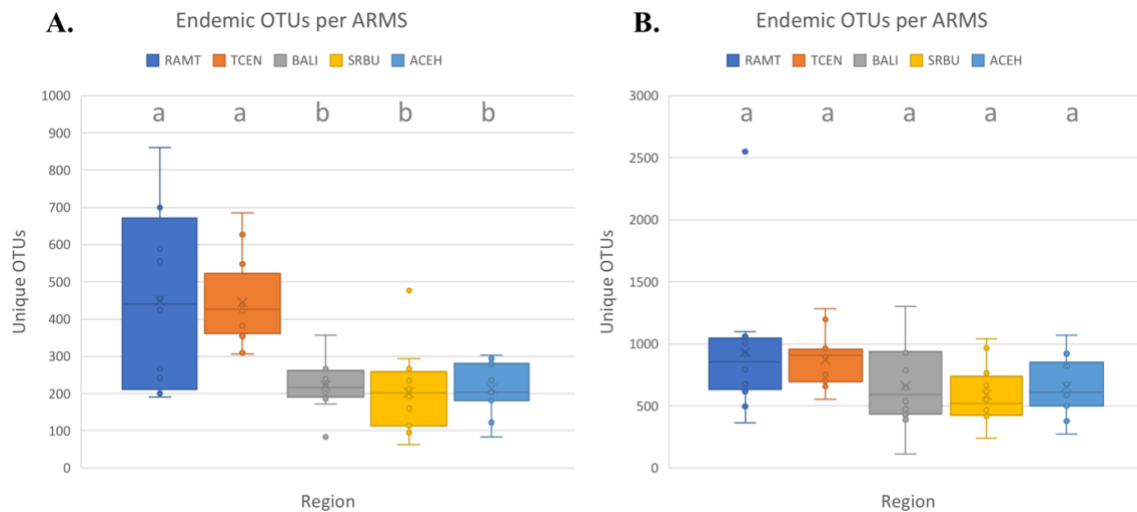 A.
Endemic OTUs per ARMS
RAMT TCEN BALI SRBU ACEH
1000
900
800
700
600
500
400
300
200
100
0
a a b b b
Unique OTUs
Region
B.
Endemic OTUs per ARMS
RAMT TCEN BALI SRBU ACEH
3000
2500
2000
1500
1000
500
0
a a a a a
Unique OTUs
Region